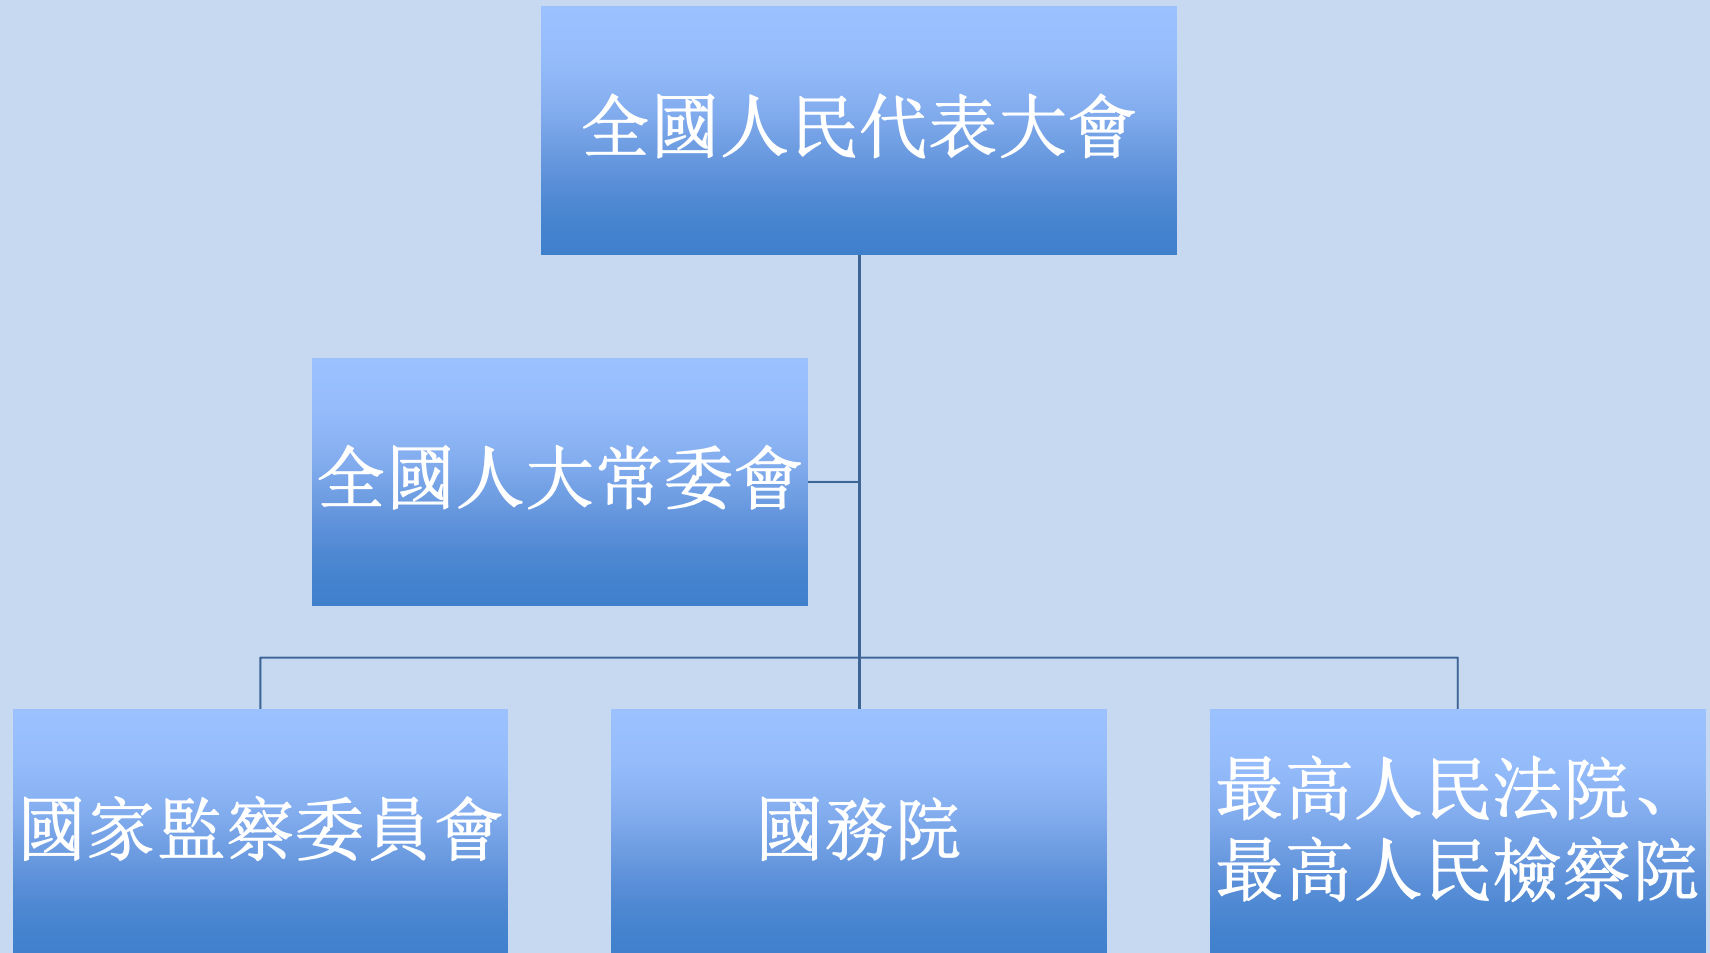 全國人民代表大會
全國人大常委會
國家監察委員會
國務院
最高人民法院、
最高人民檢察院